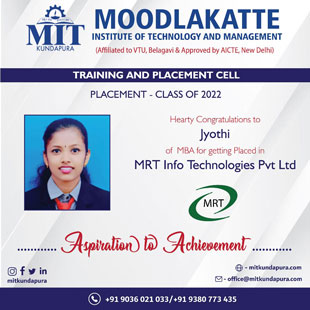 MIT
KUNDAPURA
MOODLAKATTE
INSTITUTE OF TECHNOLOGY AND MANAGEMENT
(Affiliated to VTU, Belagavi & Approved by AICTE, New Delhi)
TRAINING AND PLACEMENT CELL
PLACEMENT - CLASS OF 2022
Hearty Congratulations to
Jyothi
of MBA for getting Placed in
MRT Info Technologies Pvt Ltd
MRT
Aspiration to Achievement
mitkundapura
- mitkundapura.com
- office@mitkundapura.com
+91 9036 021 033/+91 9380 773 435